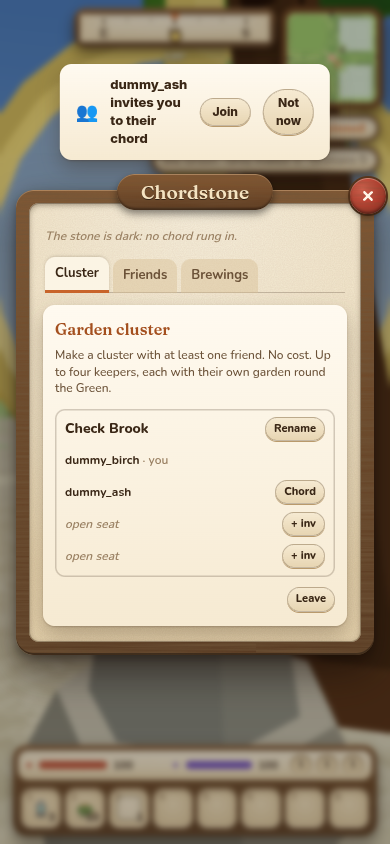 dummy_ash
invites you
to their
chord
Join
Not
now
Chordstone
The stone is dark: no chord rung in.
Cluster
Friends
Brewings
Garden cluster
Make a cluster with at least one friend. No cost. Up
to four keepers, each with their own garden round
the Green.
Check Brook
Rename
dummy_birch · you
dummy_ash
Chord
open seat
+ inv
open seat
+ inv
Leave